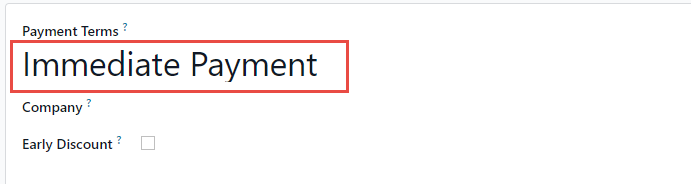 Payment Terms ?
Immediate Payment
Company ?
Early Discount ?